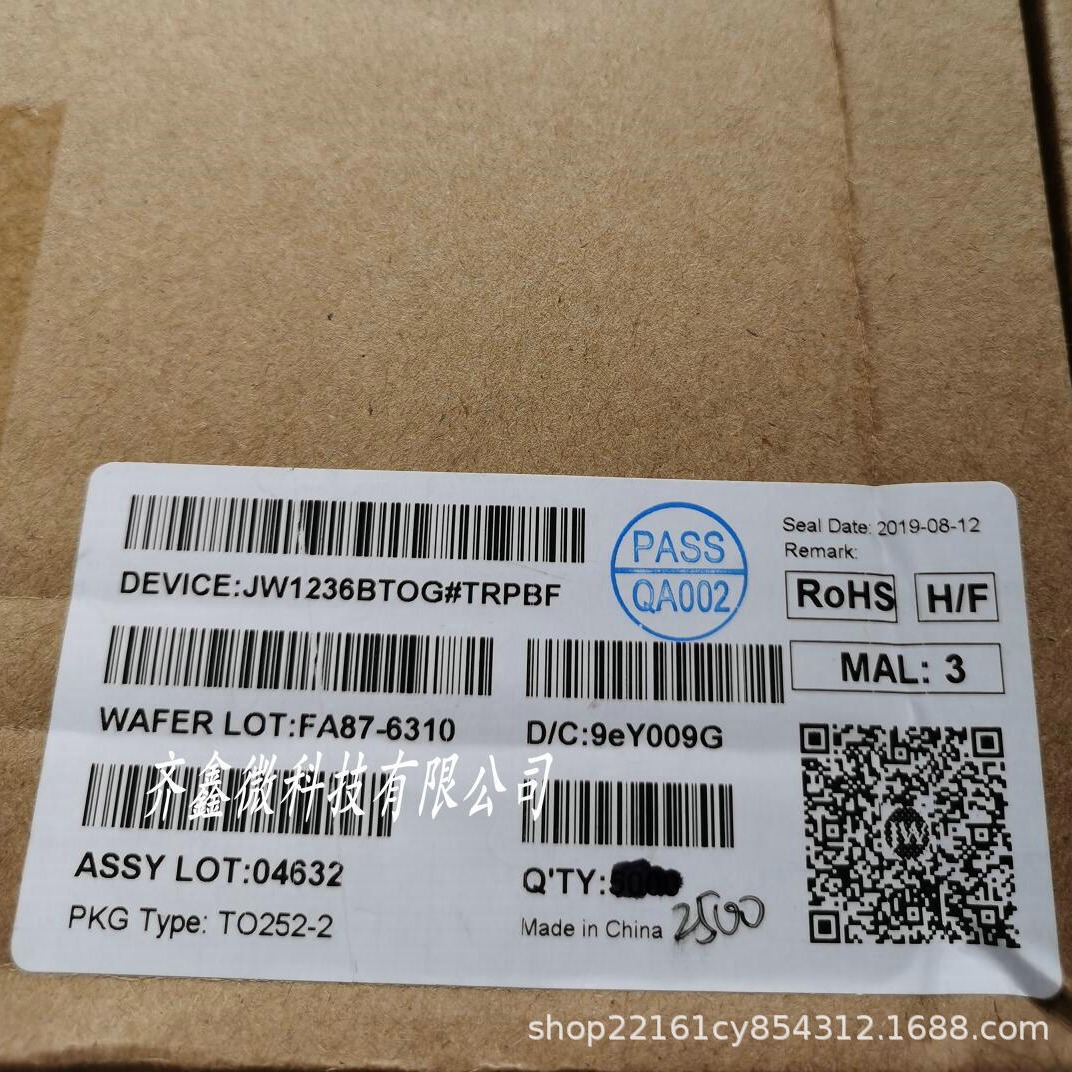 PASS
QA002
Seal Date: 2019-08-12
Remark:
DEVICE:JW1236BTOG#TRPBF
RoHS
H/F
MAL: 3
WAFER LOT:FA87-6310
D/C:9eY009G
齐鑫微科技有限公司
JW
ASSY LOT:04632
Q'TY:
2500
PKG Type: TO252-2
Made in China
shop22161cy854312.1688.com